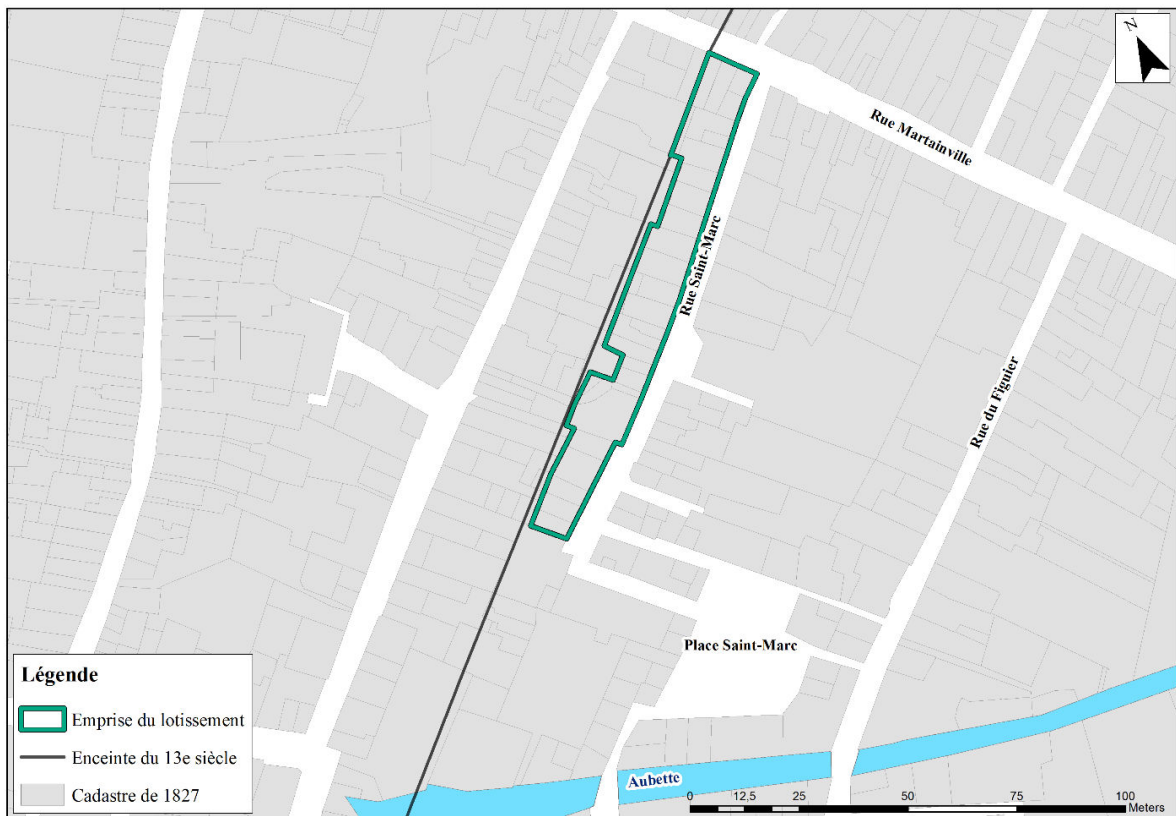 N
Rue Martainville
Rue Saint-Marc
Rue du Figuier
Place Saint-Marc
Légende
Emprise du lotissement
Enceinte du 13e siècle
Cadastre de 1827
Aubette
0 12,5 25 50 75 100
Meters